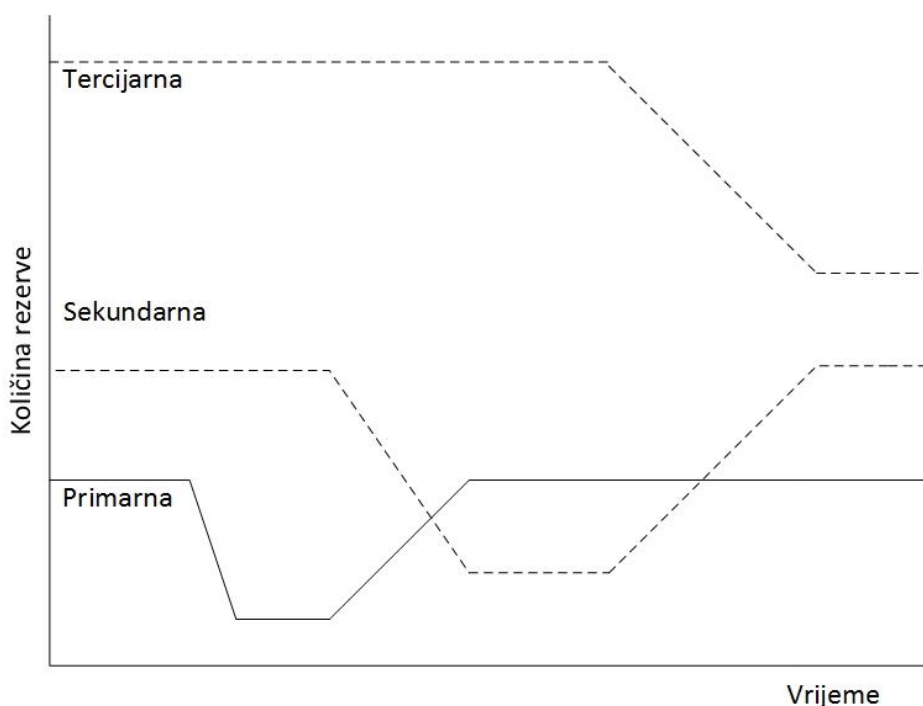 Tercijarna
Sekundarna
Količina rezerve
Primarna
Vrijeme